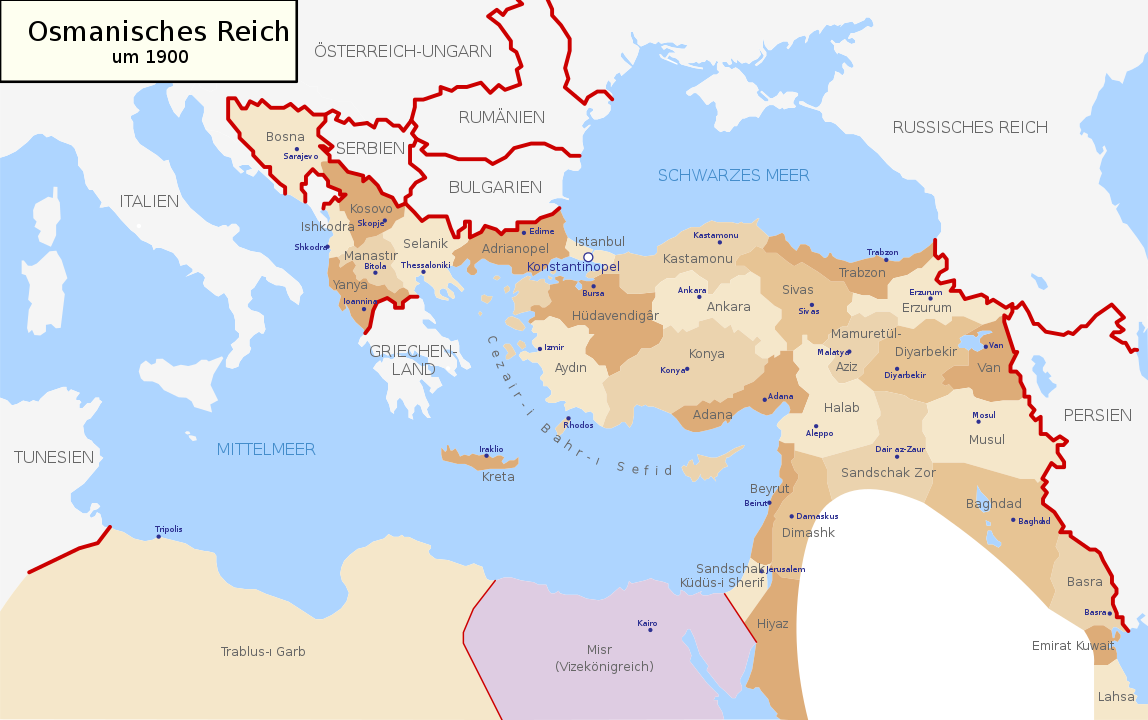 Osmanisches Reich
um 1900
ÖSTERREICH-UNGARN
RUMÄNIEN
RUSSISCHES REICH
Bosna
Sarajevo
SERBIEN
BULGARIEN
SCHWARZES MEER
ITALIEN
Kosovo
Skopje
Ishkodra
Shkodra
Selanik
Manastır
Bitola
Thessaloniki
Yanya
Ioannina
Adrianopel
Edirne
Istanbul
Konstantinopel
Bursa
Hüdavendigâr
Kastamonu
Kastamonu
Ankara
Ankara
Sivas
Sivas
Trabzon
Trabzon
Erzurum
Erzurum
Mamuretül-
Aziz
Malatya
Diyarbekir
Diyarbekir
Van
Van
GRIECHEN-
LAND
Izmir
Aydın
Konya
Konya
Adana
Adana
Rhodos
Cezair-i Bahr-ı Sefid
Halab
Aleppo
Mosul
Musul
PERSIEN
TUNESIEN
MITTELMEER
Iraklio
Kreta
Dair az-Zaur
Sandschak Zor
Beyrut
Beirut
Damaskus
Dimashk
Baghdad
Baghdad
Tripolis
Sandschak
Küdüs-i Sherif
Jerusalem
Basra
Basra
Kairo
Hiyaz
Emirat Kuwait
Trablus-ı Garb
Misr
(Vizekönigreich)
Lahsa